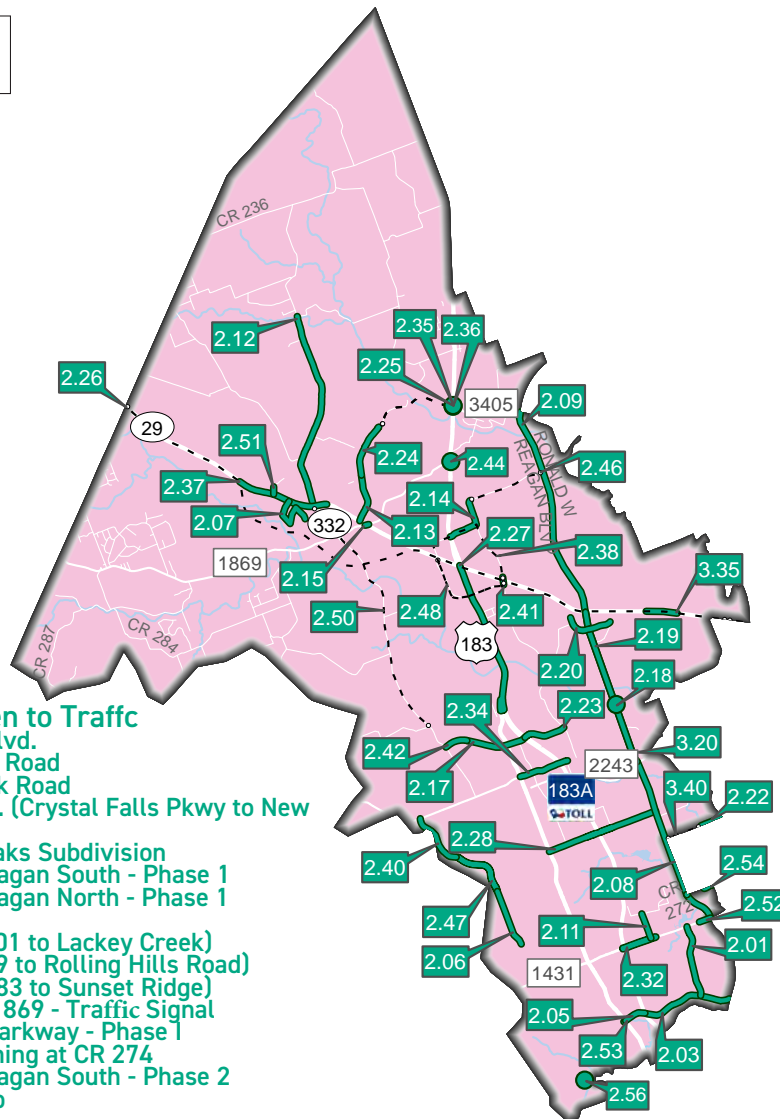 CR 236
2.12
2.35
2.36
2.25
2.26
3405
2.09
29
2.51
2.24
2.44
2.46
RONALD W
REAGAN BLV
2.37
2.14
2.07
332
2.13
2.27
2.38
1869
2.15
3.35
2.50
2.48
2.41
CR 287
CR 284
183
2.20
2.19
2.18
2.34
2.23
en to Traffc
lvd.
Road
k Road
. (Crystal Falls Pkwy to New
2.42
2.17
2243
3.20
183A
TOLL
3.40
2.22
aks Subdivision
agan South - Phase 1
agan North - Phase 1
2.28
2.40
2.08
2.54
CR
272
2.52
01 to Lackey Creek)
9 to Rolling Hills Road)
83 to Sunset Ridge)
1869 - Traffic Signal
Parkway - Phase I
ning at CR 274
agan South - Phase 2
2.47
2.11
2.01
2.06
1431
2.32
2.05
2.53
2.03
2.56